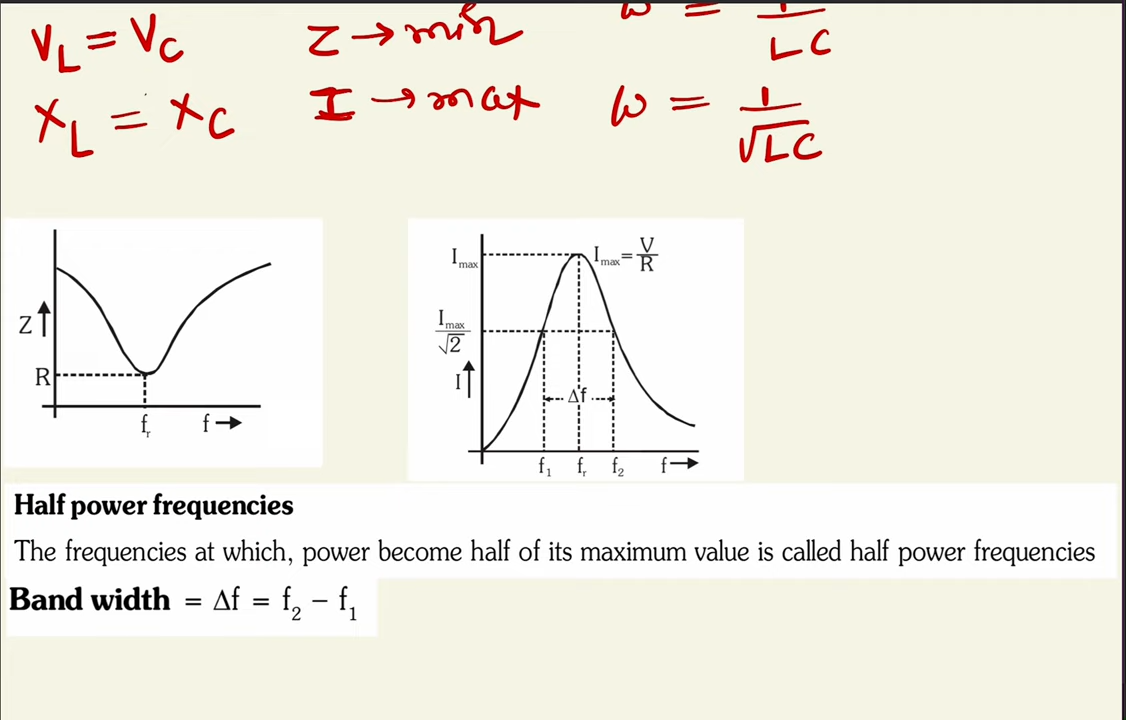 V_L = V_C
Z → min
ω = 1/LC
X_L = X_C
I → max
ω = 1/√LC
Z↑
R
f_r
f→
I_max
I_max = V/R
I_max/√2
I↑
Δf
f_1 f_r f_2 f→
Half power frequencies
The frequencies at which, power become half of its maximum value is called half power frequencies
Band width = Δf = f_2 − f_1